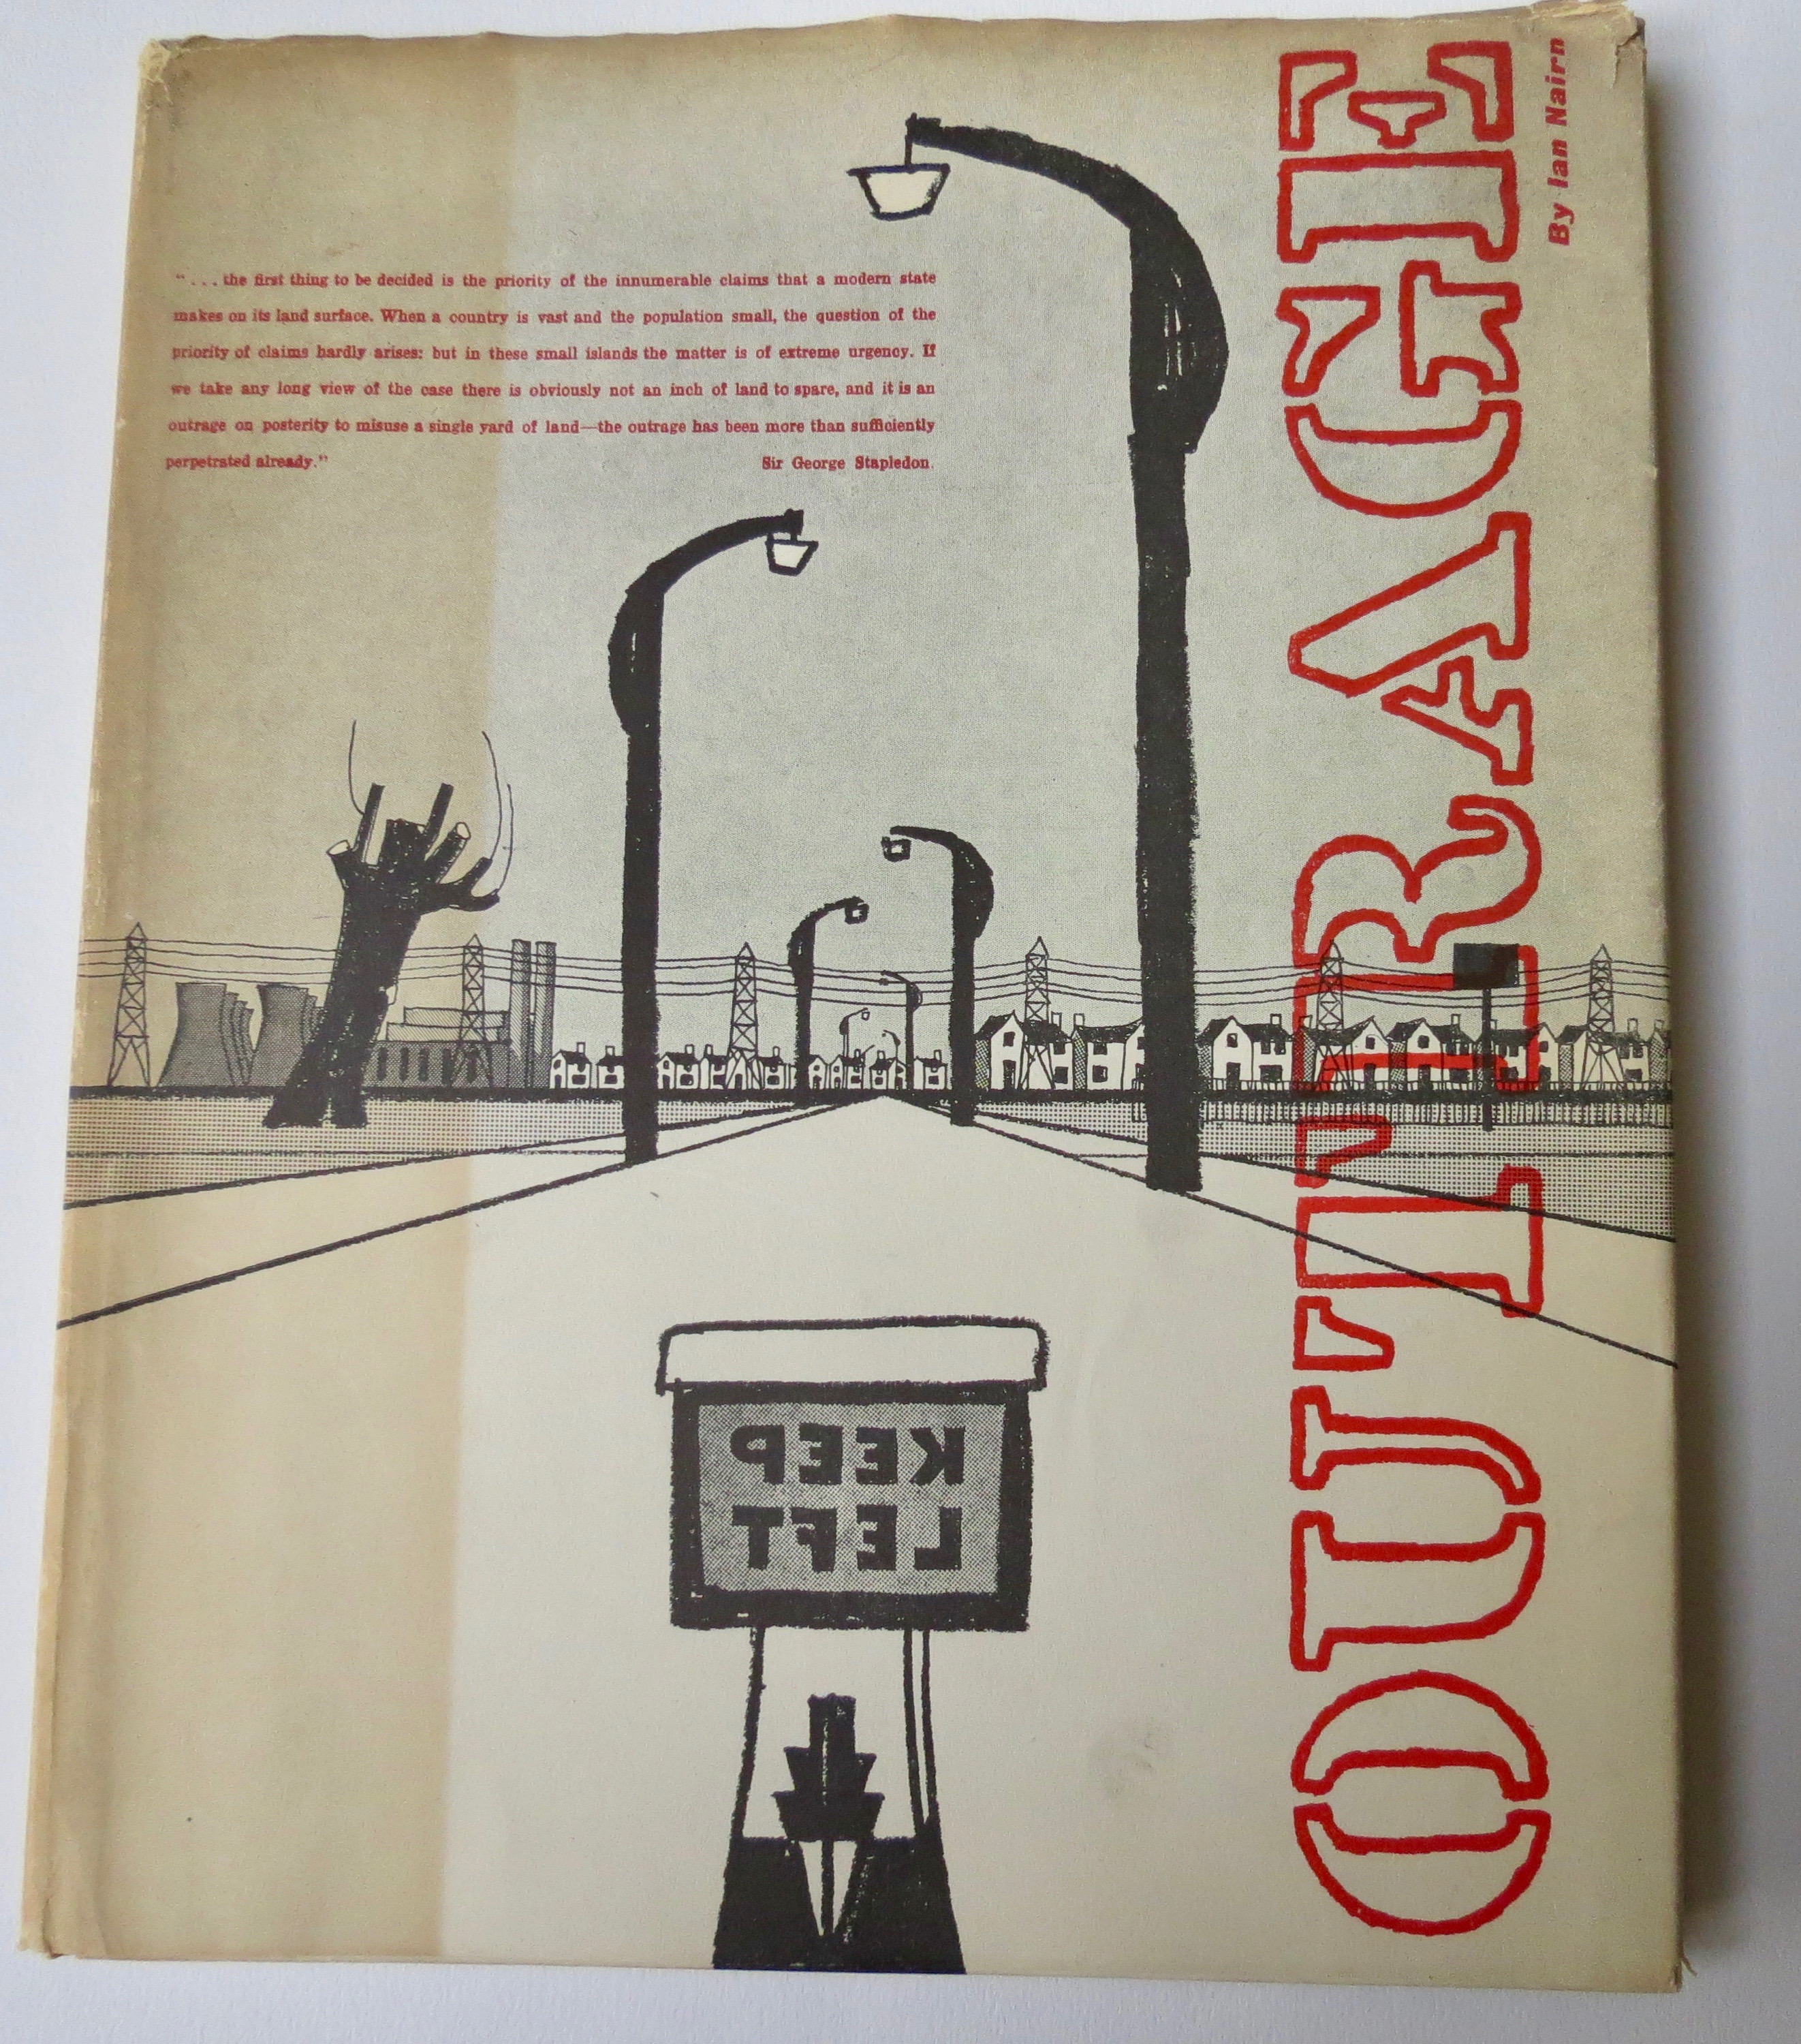 OUTRAGE
By Ian Nairn
"... the first thing to be decided is the priority of the innumerable claims that a modern state
makes on its land surface. When a country is vast and the population small, the question of the
priority of claims hardly arises: but in these small islands the matter is of extreme urgency. If
we take any long view of the case there is obviously not an inch of land to spare, and it is an
outrage on posterity to misuse a single yard of land—the outrage has been more than sufficiently
perpetrated already." Sir George Stapledon.
KEEP
LEFT